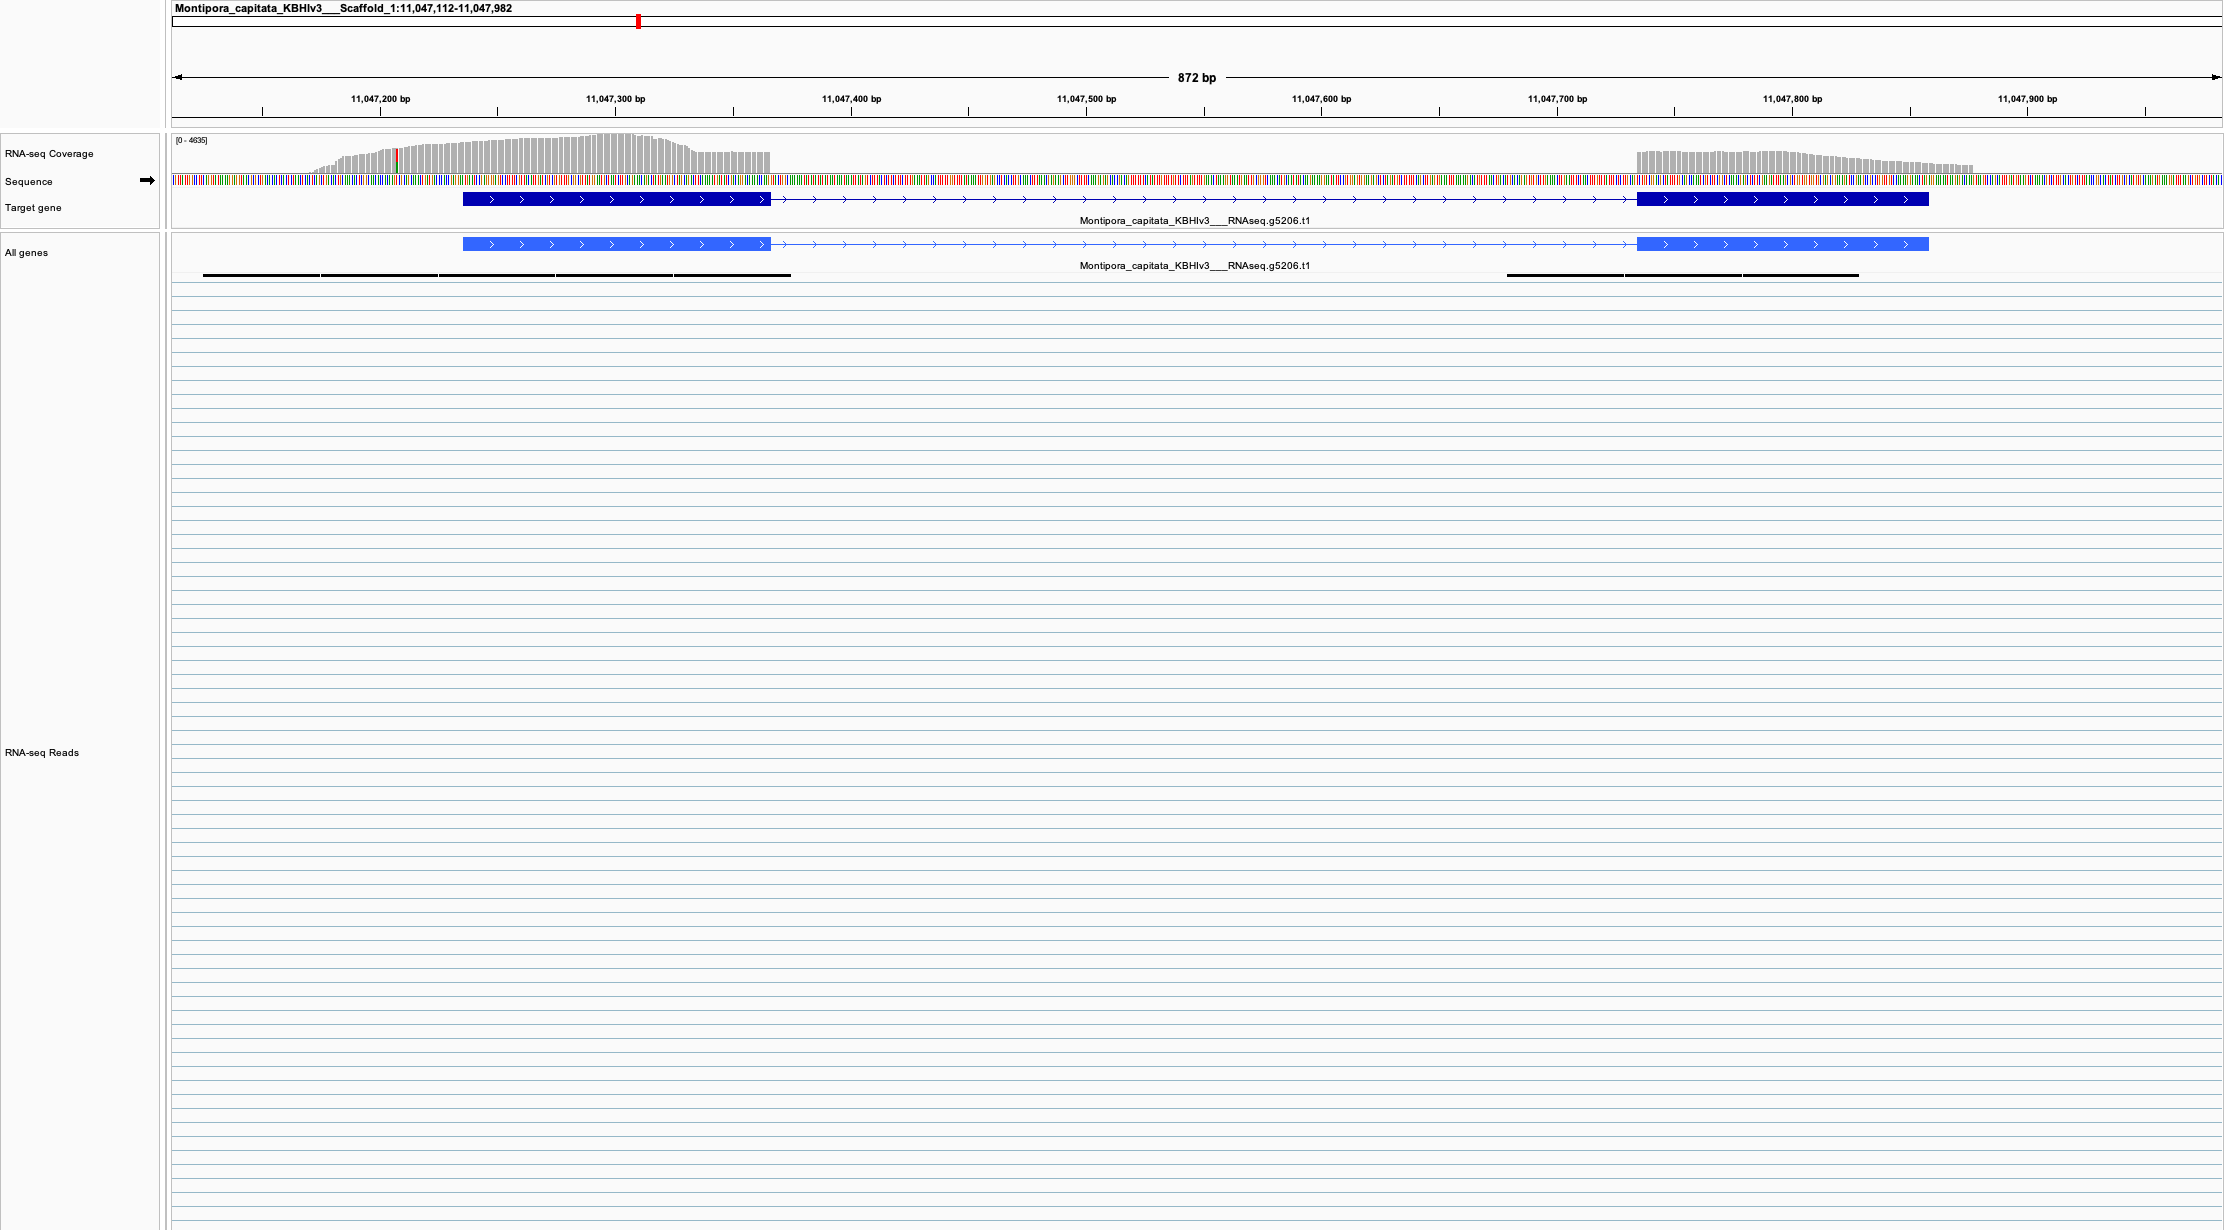 Montipora_capitata_KBHIv3___Scaffold_1:11,047,112-11,047,982
872 bp
11,047,200 bp 11,047,300 bp 11,047,400 bp 11,047,500 bp 11,047,600 bp 11,047,700 bp 11,047,800 bp 11,047,900 bp
[0 - 4635]
RNA-seq Coverage
Sequence
Target gene
Montipora_capitata_KBHIv3___RNAseq.g5206.t1
All genes
Montipora_capitata_KBHIv3___RNAseq.g5206.t1
RNA-seq Reads